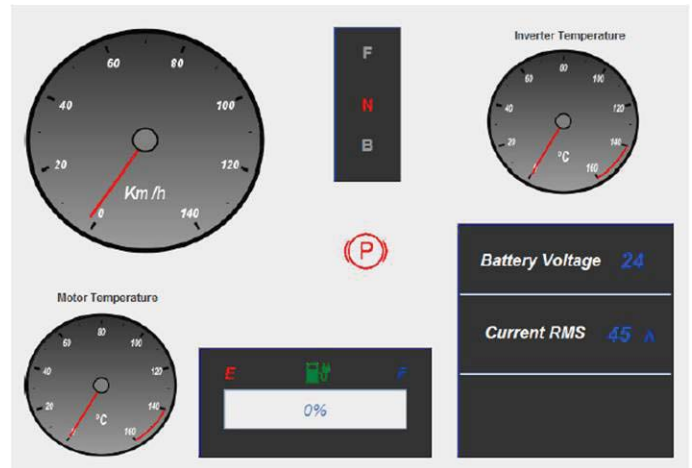 0
20
40
60
80
100
120
140
Km/h
F
N
B
Inverter Temperature
20
40
60
80
100
120
140
160
°C
P
Battery Voltage 24
Current RMS 45 A
Motor Temperature
20
40
60
80
100
120
140
160
°C
E F
0%